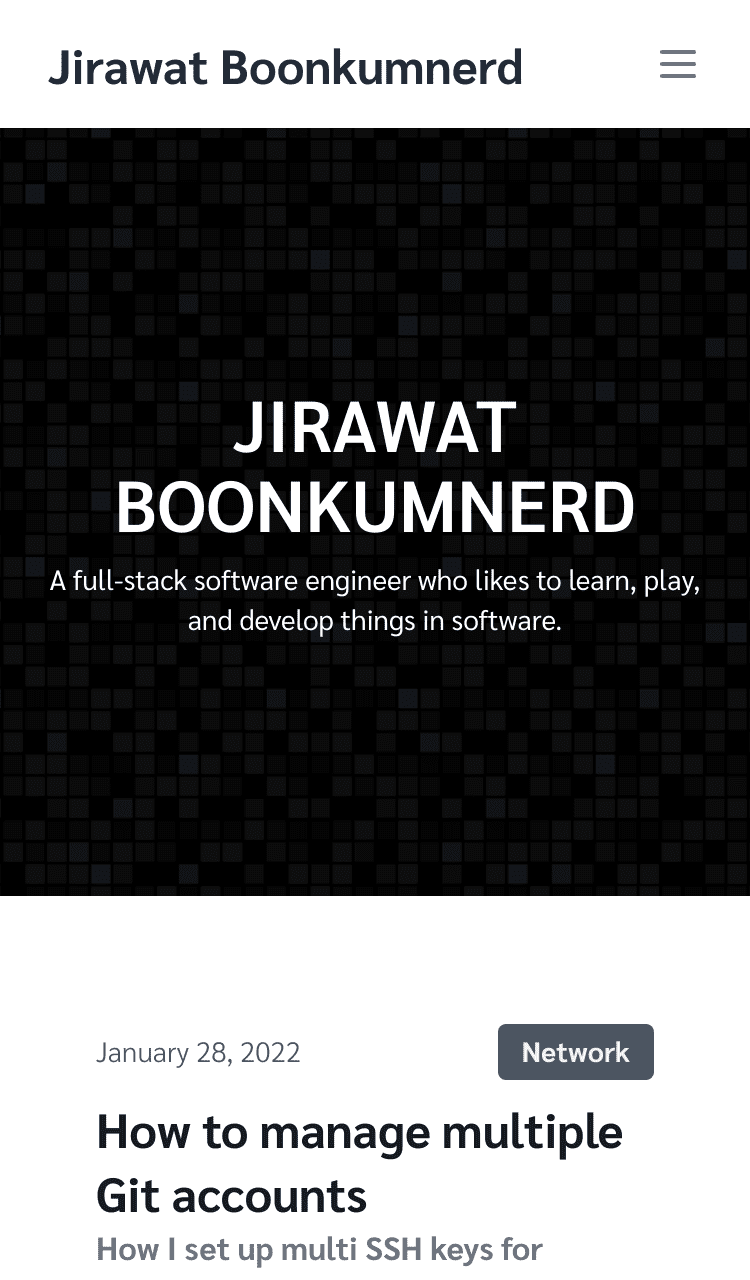 Jirawat Boonkumnerd
JIRAWAT
BOONKUMNERD
A full-stack software engineer who likes to learn, play,
and develop things in software.
January 28, 2022
Network
How to manage multiple
Git accounts
How I set up multi SSH keys for